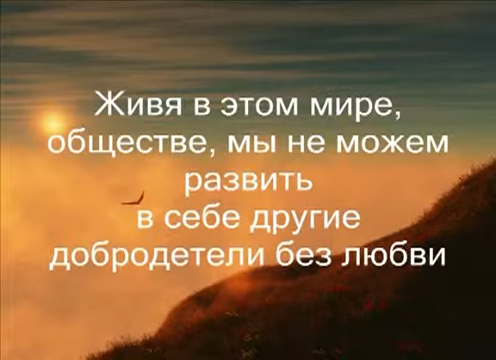 Живя в этом мире,
обществе, мы не можем
развить
в себе другие
добродетели без любви